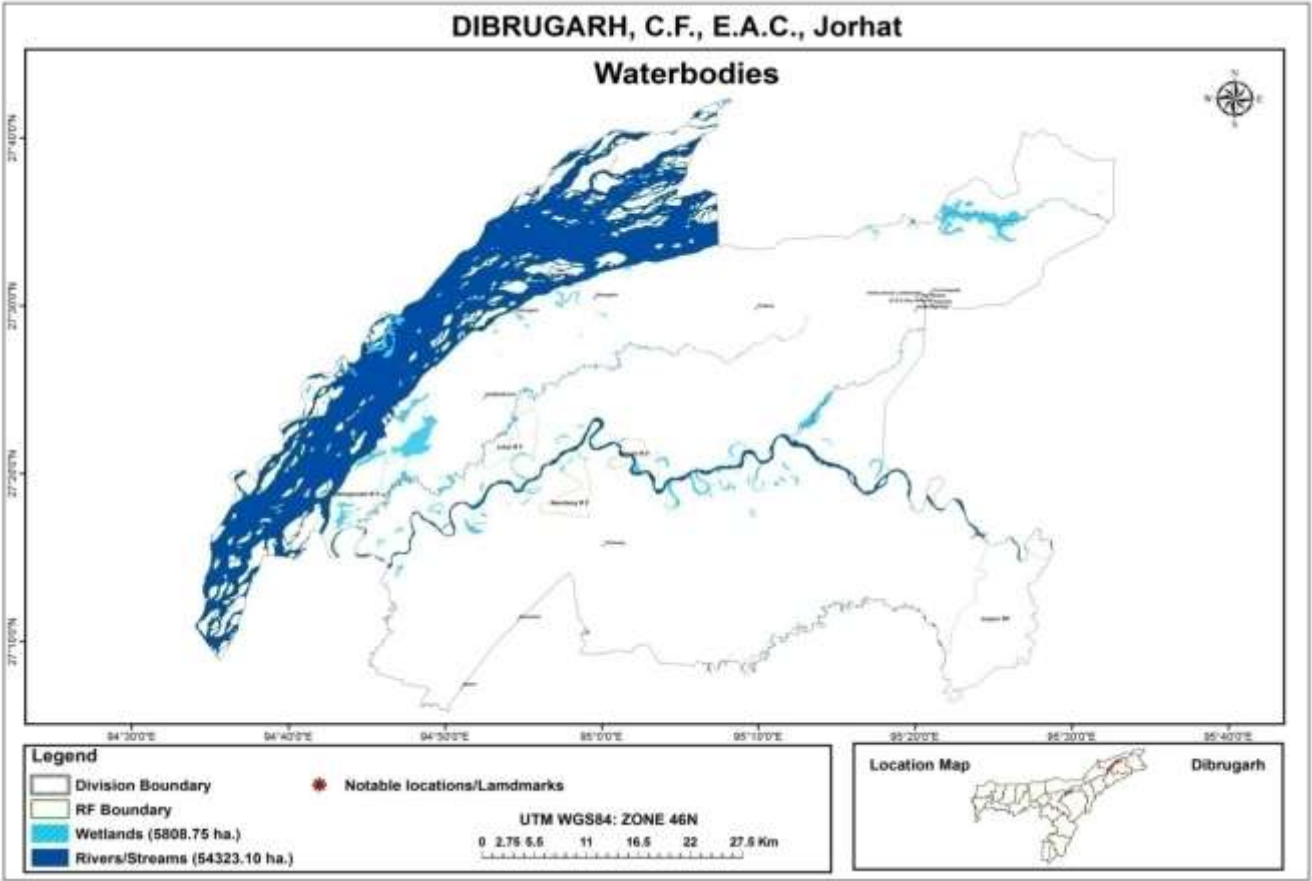 DIBRUGARH, C.F., E.A.C., Jorhat
Waterbodies
N
W E
S
27°40'0"N
27°30'0"N
27°20'0"N
27°10'0"N
94°30'0"E 94°40'0"E 94°50'0"E 95°0'0"E 95°10'0"E 95°20'0"E 95°30'0"E 95°40'0"E
Legend
Division Boundary
Notable locations/Lamdmarks
RF Boundary
Wetlands (5808.75 ha.)
Rivers/Streams (54323.10 ha.)
UTM WGS84: ZONE 46N
0 2.75 5.5 11 16.5 22 27.5 Km
Location Map
Dibrugarh